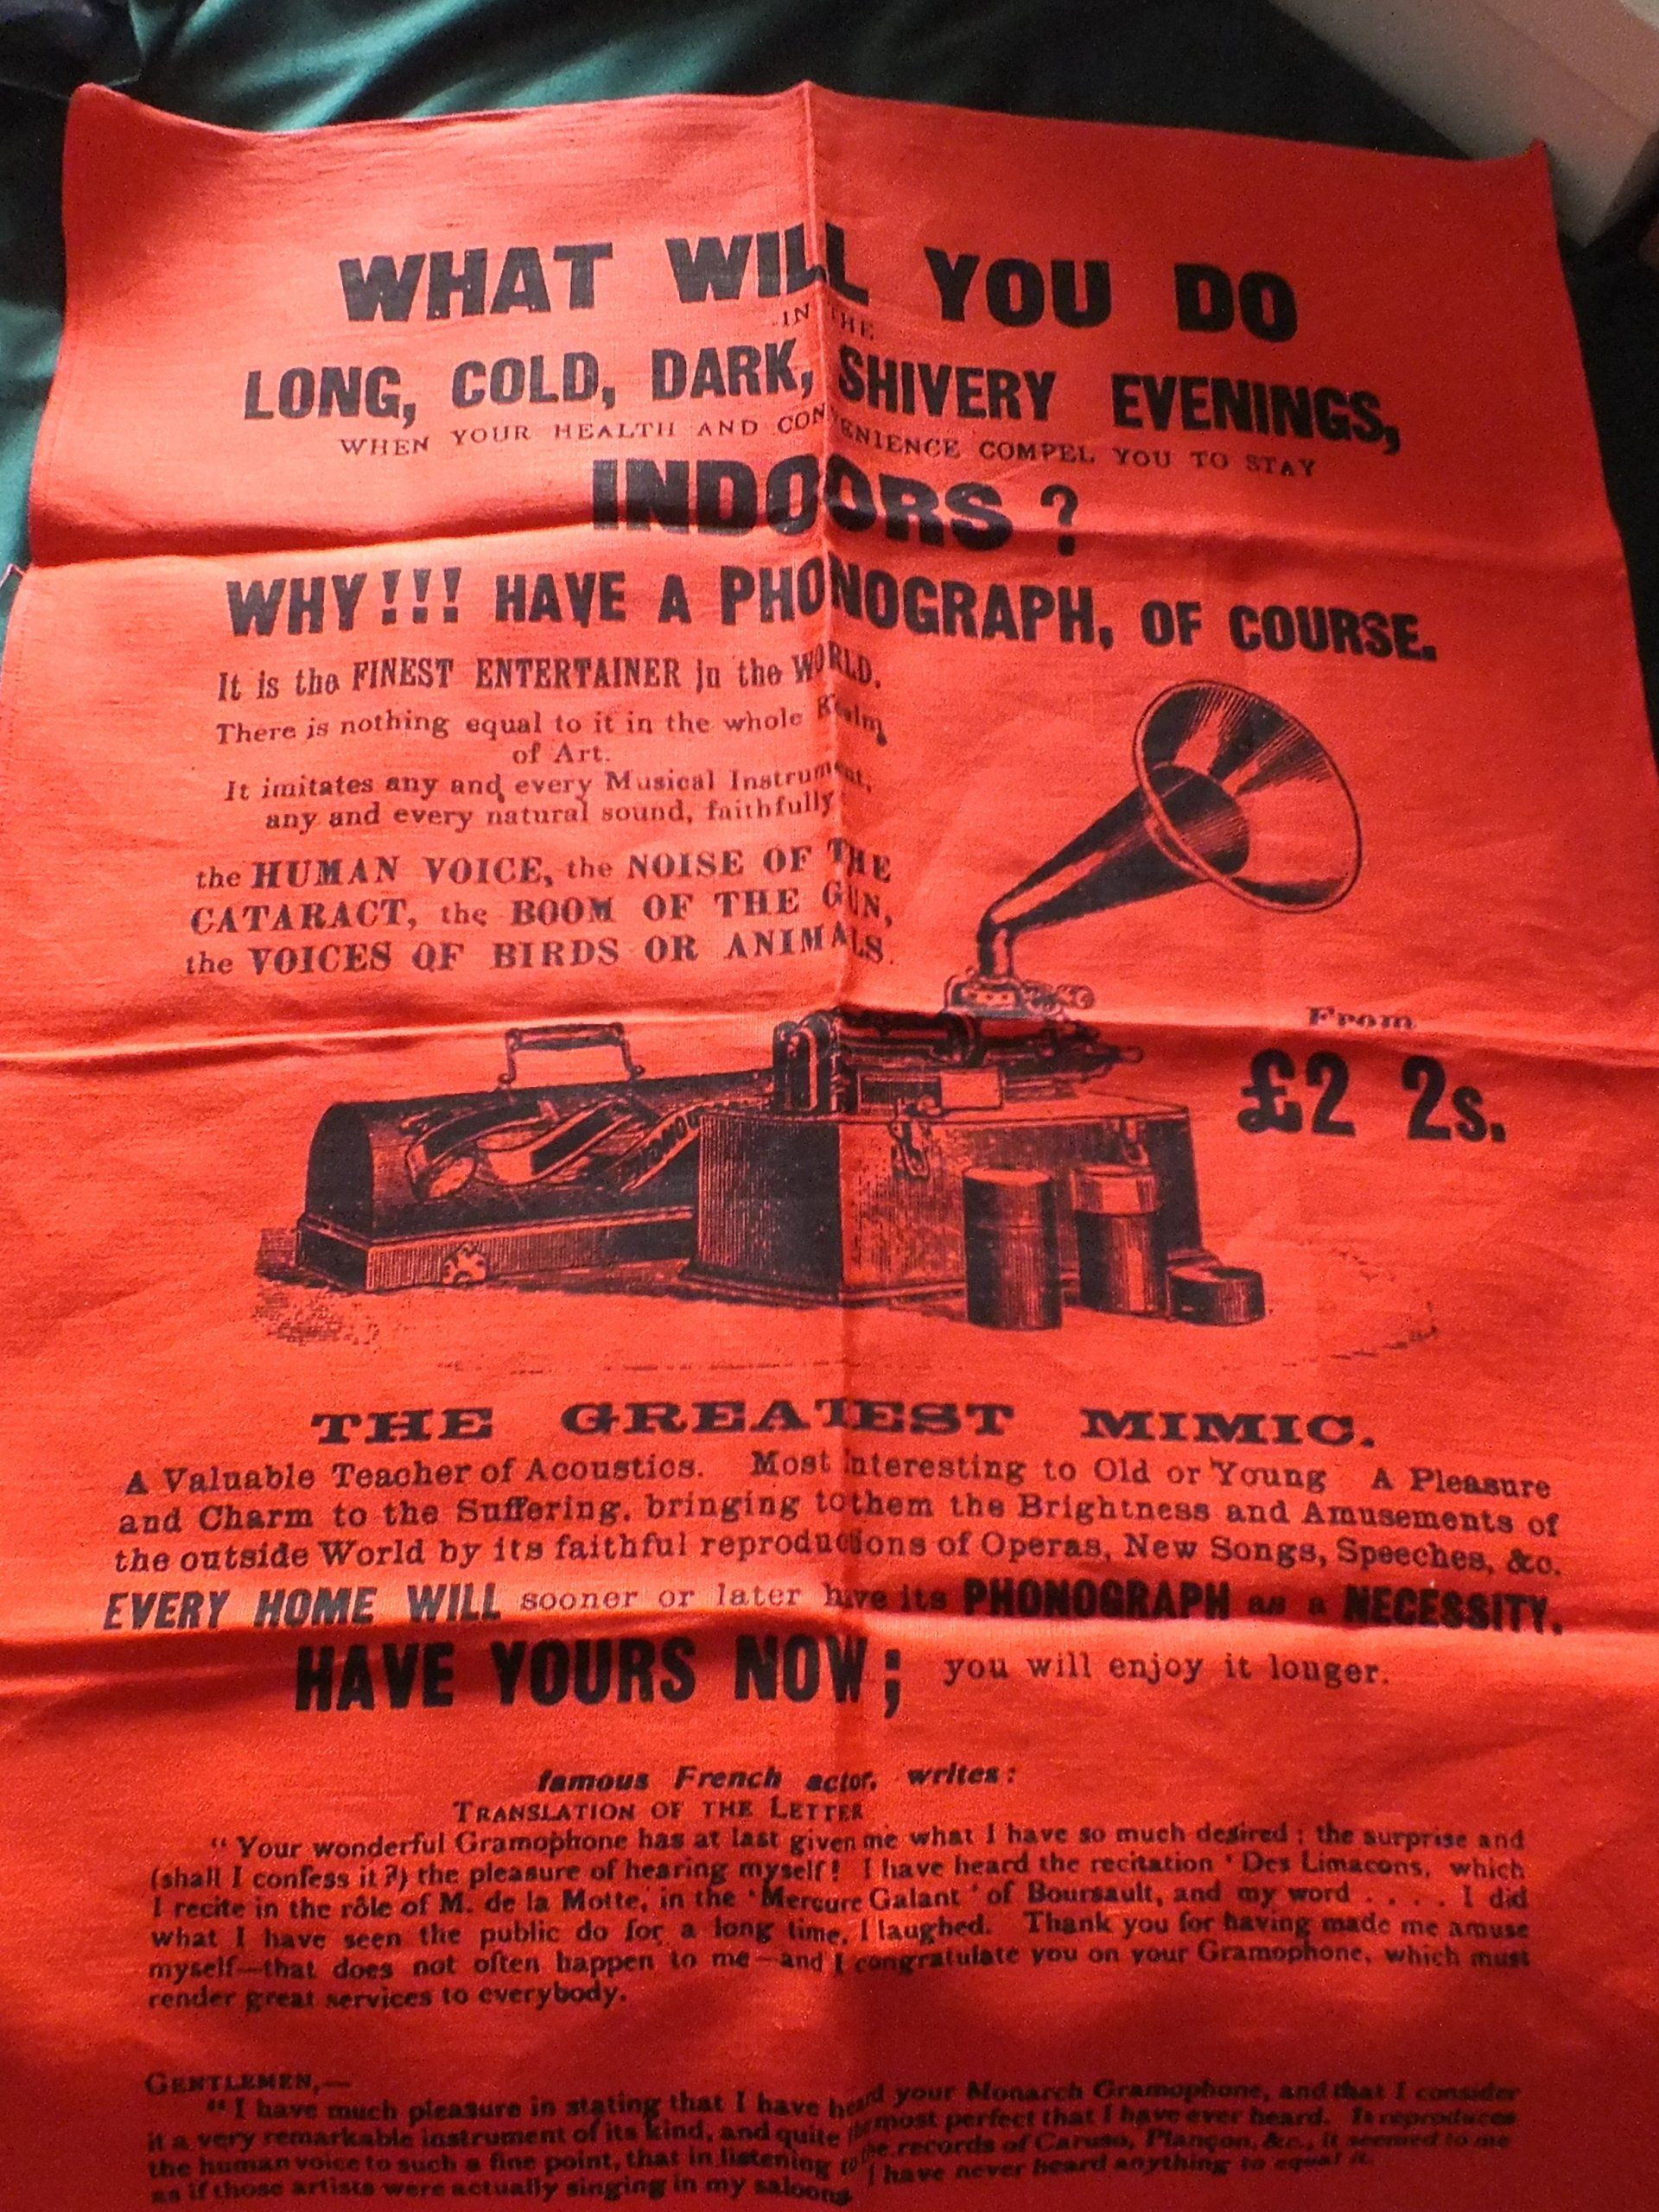 WHAT WILL YOU DO
IN THE
LONG, COLD, DARK, SHIVERY EVENINGS,
WHEN YOUR HEALTH AND CONVENIENCE COMPEL YOU TO STAY
INDOORS?
WHY!!! HAVE A PHONOGRAPH, OF COURSE.
It is the FINEST ENTERTAINER in the WORLD.
There is nothing equal to it in the whole Realm
of Art.
It imitates any and every Musical Instrument,
any and every natural sound, faithfully
the HUMAN VOICE, the NOISE OF THE
CATARACT, the BOOM OF THE GUN,
the VOICES OF BIRDS OR ANIMALS.
From
£2 2s.
THE GREATEST MIMIC.
A Valuable Teacher of Acoustics. Most Interesting to Old or Young A Pleasure
and Charm to the Suffering, bringing to them the Brightness and Amusements of
the outside World by its faithful reproductions of Operas, New Songs, Speeches, &c.
EVERY HOME WILL sooner or later have its PHONOGRAPH as a NECESSITY.
HAVE YOURS NOW; you will enjoy it longer.
famous French actor, writes:
TRANSLATION OF THE LETTER
"Your wonderful Gramophone has at last given me what I have so much desired; the surprise and
(shall I confess it?) the pleasure of hearing myself! I have heard the recitation 'Des Limacons, which
I recite in the rôle of M. de la Motte,' in the 'Mercure Galant' of Boursault, and my word . . . . I did
what I have seen the public do for a long time, I laughed. Thank you for having made me amuse
myself—that does not often happen to me—and I congratulate you on your Gramophone, which must
render great services to everybody.
GENTLEMEN,—
"I have much pleasure in stating that I have heard your Monarch Gramophone, and that I consider
it a very remarkable instrument of its kind, and quite the most perfect that I have ever heard. It reproduces
the human voice to such a fine point, that in listening to the records of Caruso, Plançon, &c., it seemed to me
as if those artists were actually singing in my saloons. I have never heard anything to equal it.